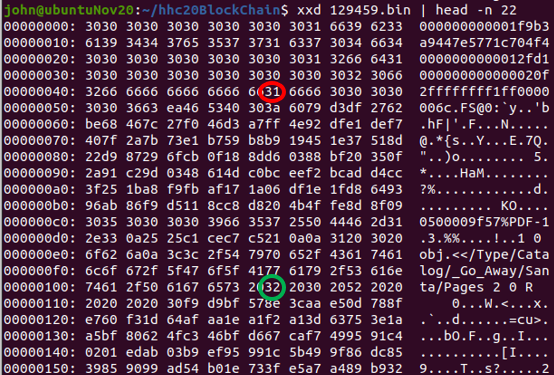 john@ubuntuNov20:~/hhc20BlockChain$ xxd 129459.bin | head -n 22
00000000: 3030 3030 3030 3030 3030 3031 6639 6233 000000000001f9b3
00000010: 6139 3434 3765 3537 3731 6337 3034 6634 a9447e5771c704f4
00000020: 3030 3030 3030 3030 3030 3031 3266 6431 0000000000012fd1
00000030: 3030 3030 3030 3030 3030 3030 3032 3066 000000000000020f
00000040: 3266 6666 6666 6666 6631 6666 3030 3030 2ffffffff1ff0000
00000050: 3030 3663 ea46 5340 303a 6079 d3df 2762 006c.FS@0:`y..'b
00000060: be68 467c 27f0 46d3 a7ff 4e92 dfe1 def7 .hF|'.F...N.....
00000070: 407f 2a7b 73e1 b759 b8b9 1945 1e37 518d @.*{s..Y...E.7Q.
00000080: 22d9 8729 6fcb 0f18 8dd6 0388 bf20 350f "..)o........ 5.
00000090: 2a91 c29d 0348 614d c0bc eef2 bcad d4cc *....HaM........
000000a0: 3f25 1ba8 f9fb af17 1a06 df1e 1fd8 6493 ?%............d.
000000b0: 96ab 86f9 d511 8cc8 d820 4b4f fe8d 8f09 ......... KO....
000000c0: 3035 3030 3030 3966 3537 2550 4446 2d31 0500009f57%PDF-1
000000d0: 2e33 0a25 25c1 cec7 c521 0a0a 3120 3020 .3.%%....!..1 0
000000e0: 6f62 6a0a 3c3c 2f54 7970 652f 4361 7461 obj.<</Type/Cata
000000f0: 6c6f 672f 5f47 6f5f 4177 6179 2f53 616e log/_Go_Away/San
00000100: 7461 2f50 6167 6573 2032 2030 2052 2020 ta/Pages 2 0 R
00000110: 2020 2020 30f9 d9bf 578e 3caa e50d 788f     0...W.<...x.
00000120: e760 f31d 64af aa1e a1f2 a13d 6375 3e1a .`..d......=cu>.
00000130: a5bf 8062 4fc3 46bf d667 caf7 4995 91c4 ...bO.F..g..I...
00000140: 0201 edab 03b9 ef95 991c 5b49 9f86 dc85 ..........[I....
00000150: 3985 9099 ad54 b01e 733f e5a7 a489 b932 9....T..s?.....2